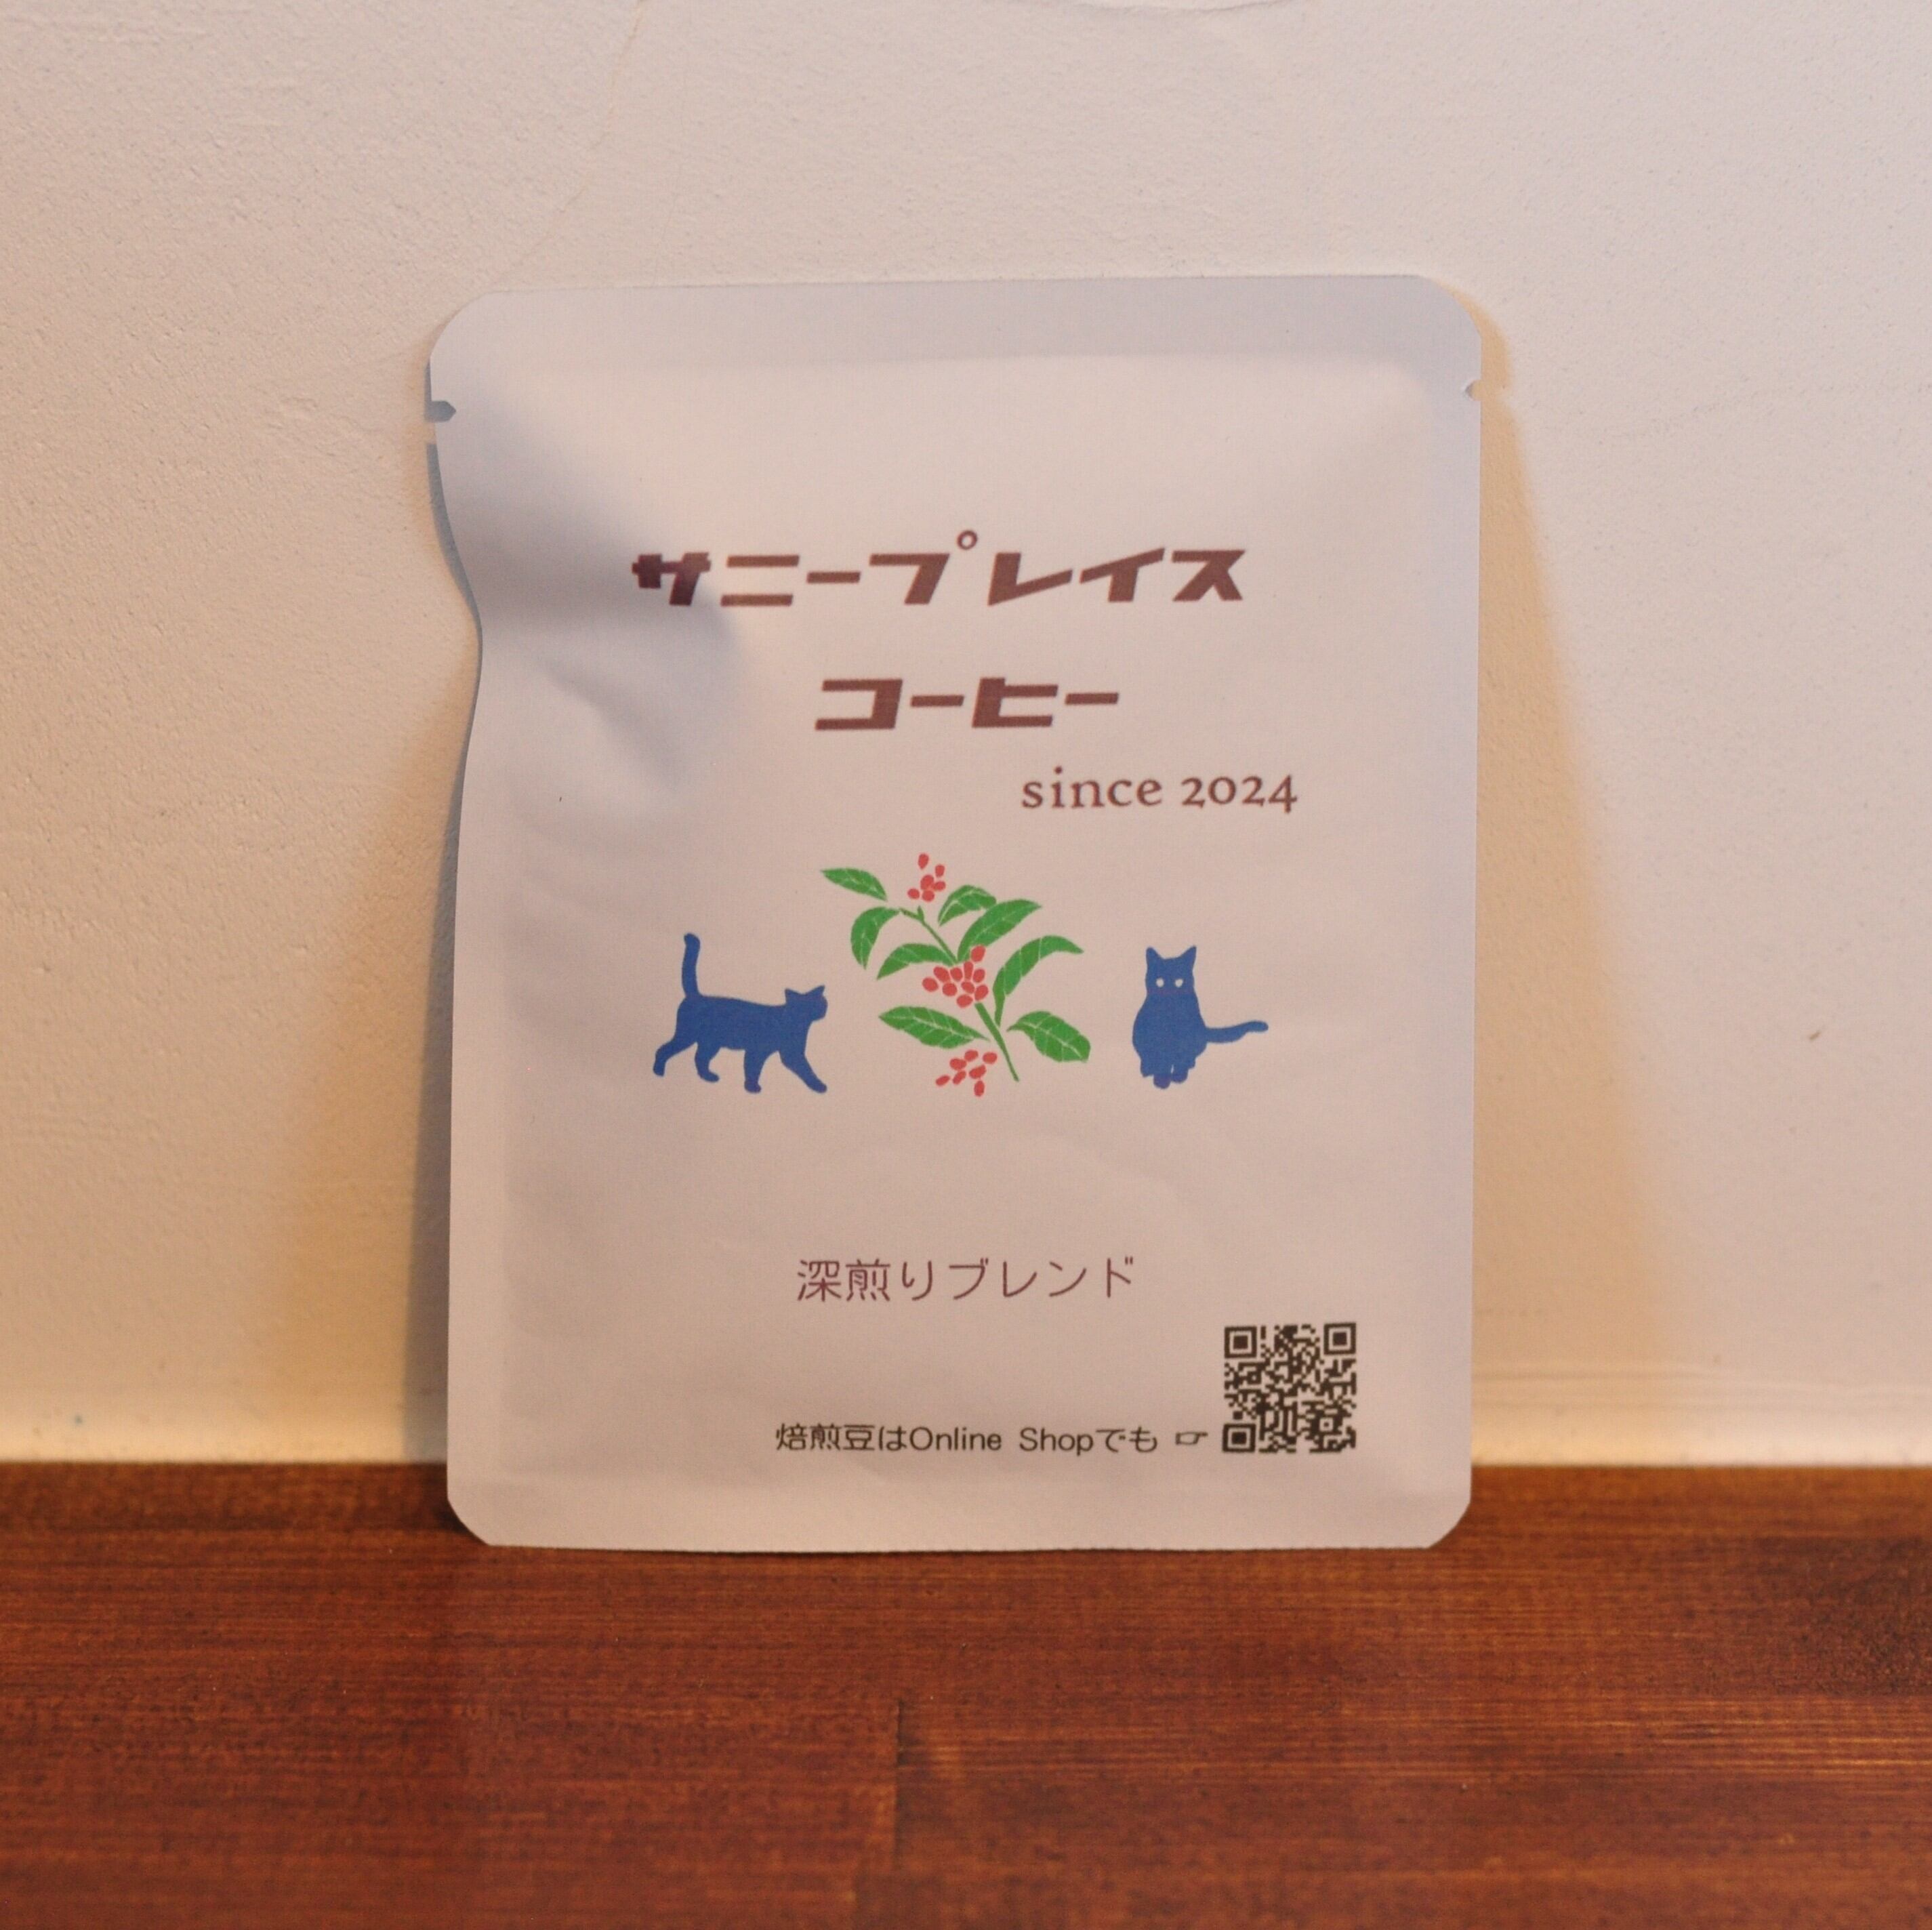 サニープレイス
コーヒー
since 2024
深煎りブレンド
焙煎豆はOnline Shopでも ☞